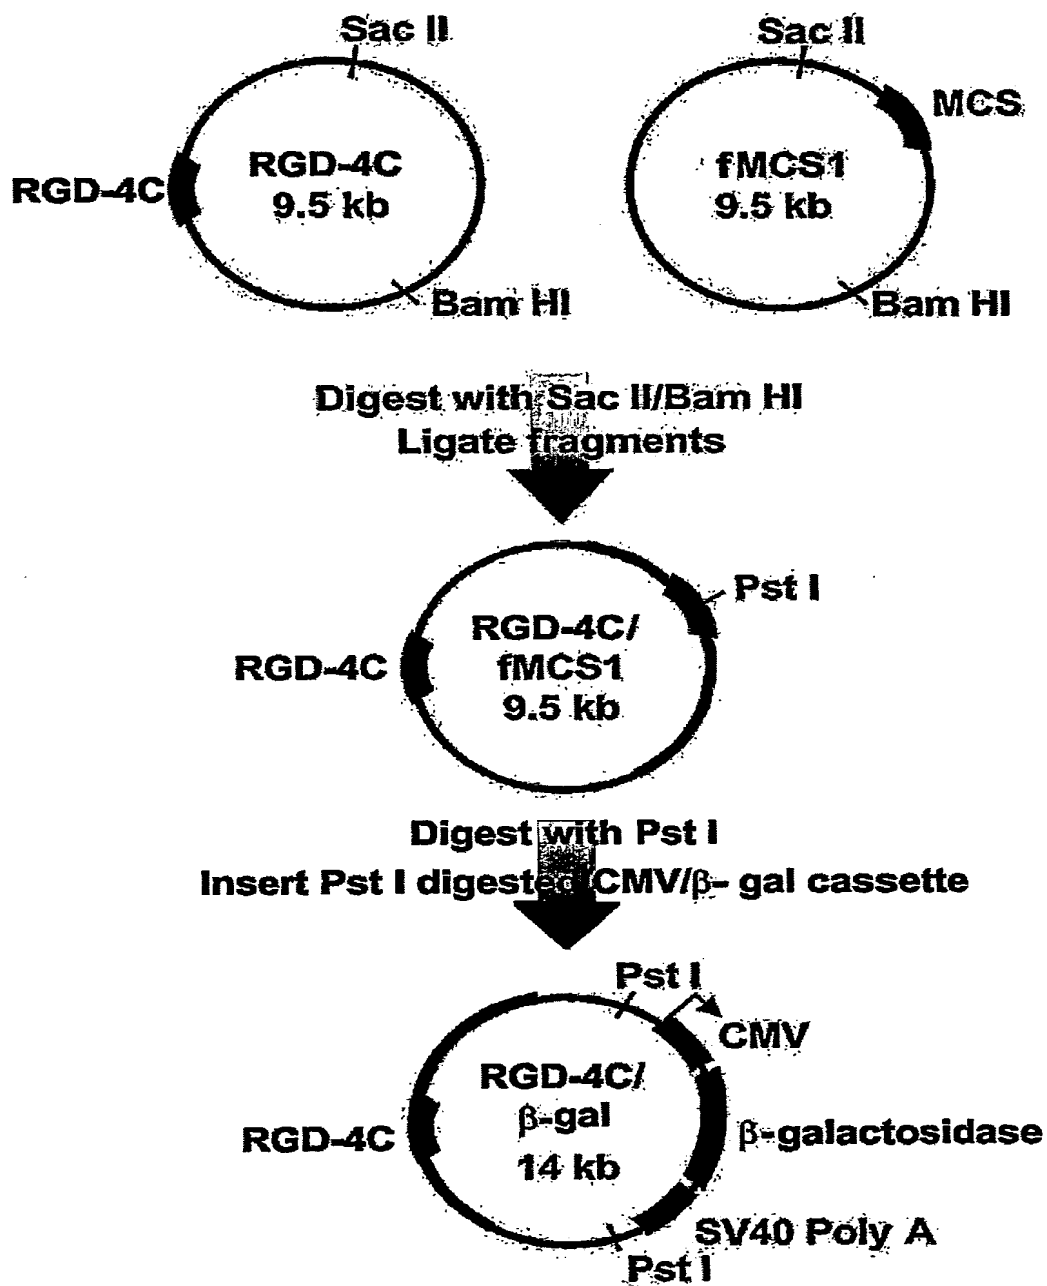 Sac II
Sac II
MCS
RGD-4C
RGD-4C
9.5 kb
fMCS1
9.5 kb
Bam HI
Bam HI
Digest with Sac II/Bam HI
Ligate fragments
Pst I
RGD-4C
RGD-4C/
fMCS1
9.5 kb
Digest with Pst I
Insert Pst I digested CMV/β- gal cassette
Pst I
CMV
RGD-4C/
β-gal
14 kb
RGD-4C
β-galactosidase
SV40 Poly A
Pst I